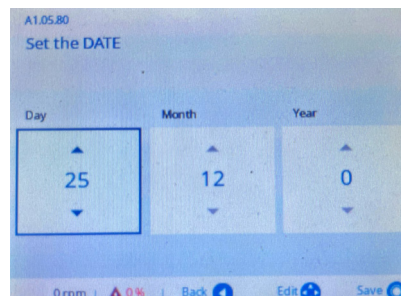 A1.05.80
Set the DATE
Day Month Year
25 12 0
0 rpm 0% Back Edit Save